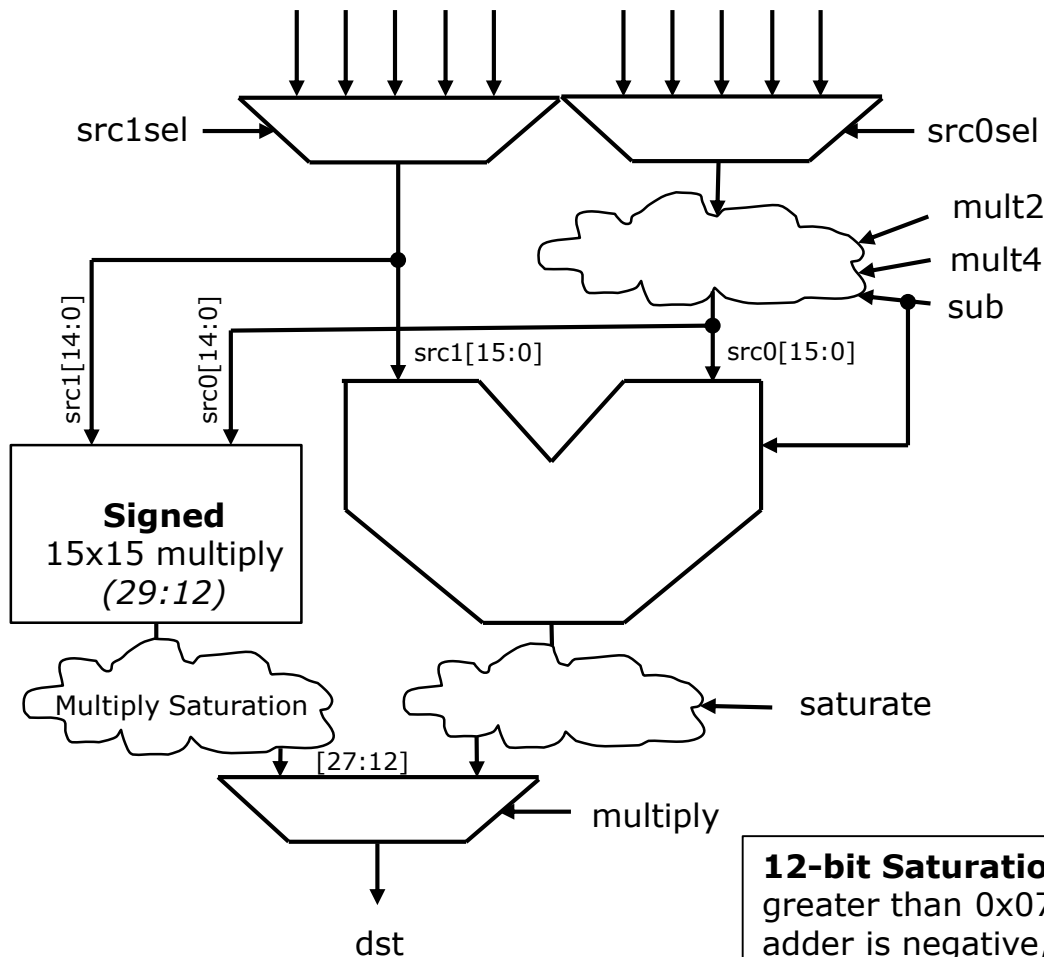 src1sel
src0sel
mult2
mult4
sub
src1[14:0]
src0[14:0]
src1[15:0]
src0[15:0]
Signed
15x15 multiply
(29:12)
Multiply Saturation
saturate
[27:12]
multiply
dst
12-bit Saturatio
greater than 0x07
adder is negative,